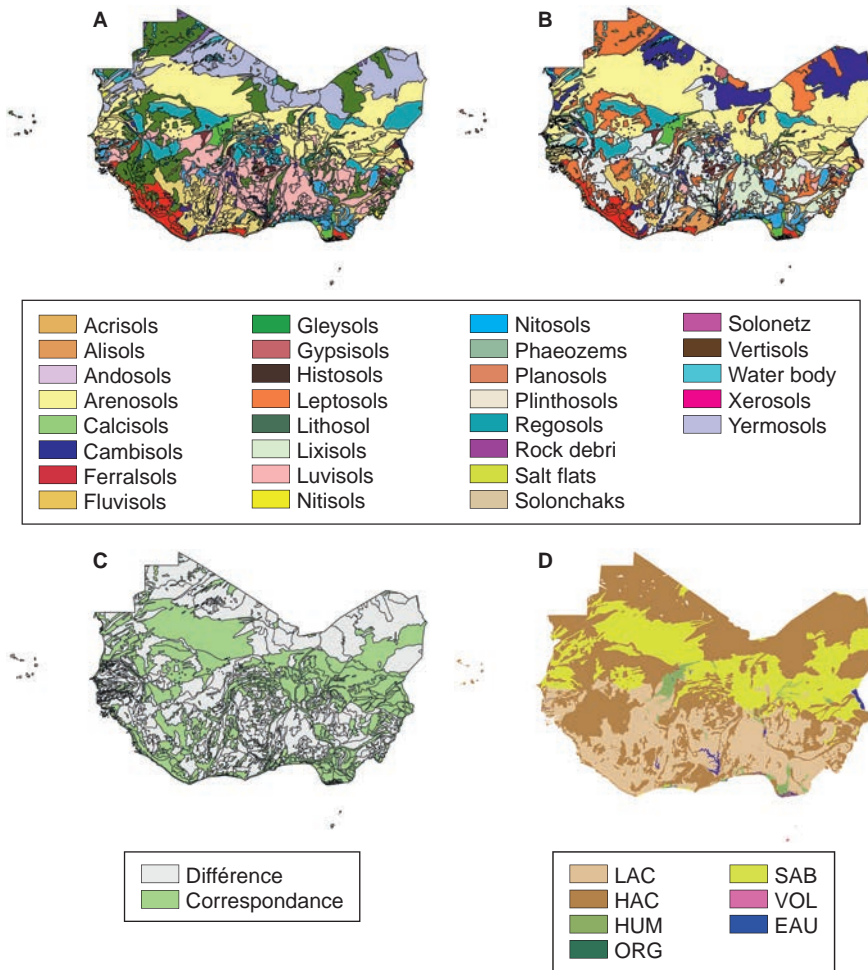 A
B
Acrisols
Alisols
Andosols
Arenosols
Calcisols
Cambisols
Ferralsols
Fluvisols
Gleysols
Gypsisols
Histosols
Leptosols
Lithosol
Lixisols
Luvisols
Nitisols
Nitosols
Phaeozems
Planosols
Plinthosols
Regosols
Rock debri
Salt flats
Solonchaks
Solonetz
Vertisols
Water body
Xerosols
Yermosols
C
D
Différence
Correspondance
LAC
HAC
HUM
ORG
SAB
VOL
EAU